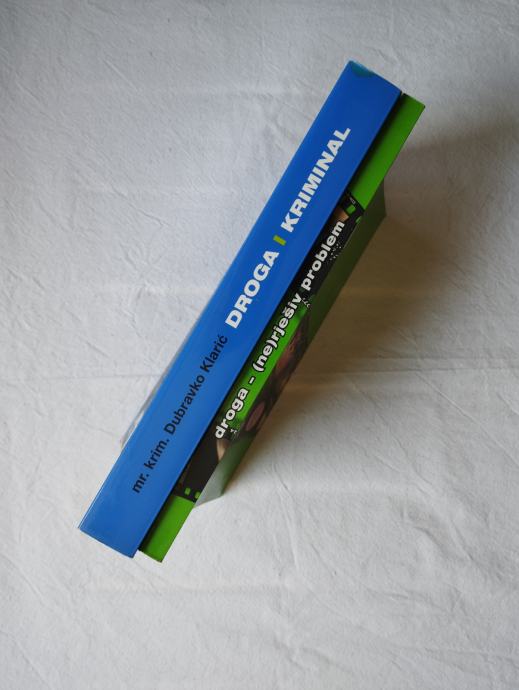 mr. krim. Dubravko Klarić DROGA I KRIMINAL
droga - (ne)rješiv problem